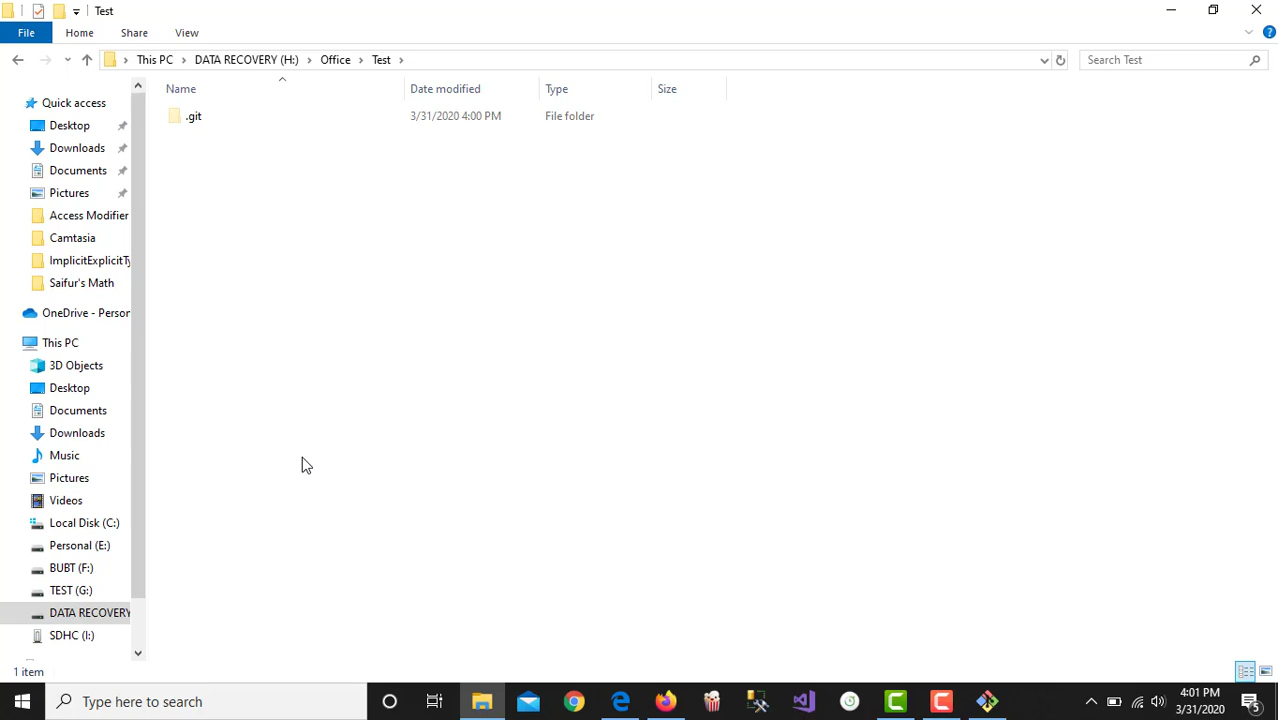 Test
File Home Share View
This PC DATA RECOVERY (H:) Office Test Search Test
Name Date modified Type Size
.git 3/31/2020 4:00 PM File folder
Quick access
Desktop
Downloads
Documents
Pictures
Access Modifier
Camtasia
ImplicitExplicitTy
Saifur's Math
OneDrive - Person
This PC
3D Objects
Desktop
Documents
Downloads
Music
Pictures
Videos
Local Disk (C:)
Personal (E:)
BUBT (F:)
TEST (G:)
DATA RECOVERY
SDHC (I:)
1 item
Type here to search
4:01 PM
3/31/2020
5